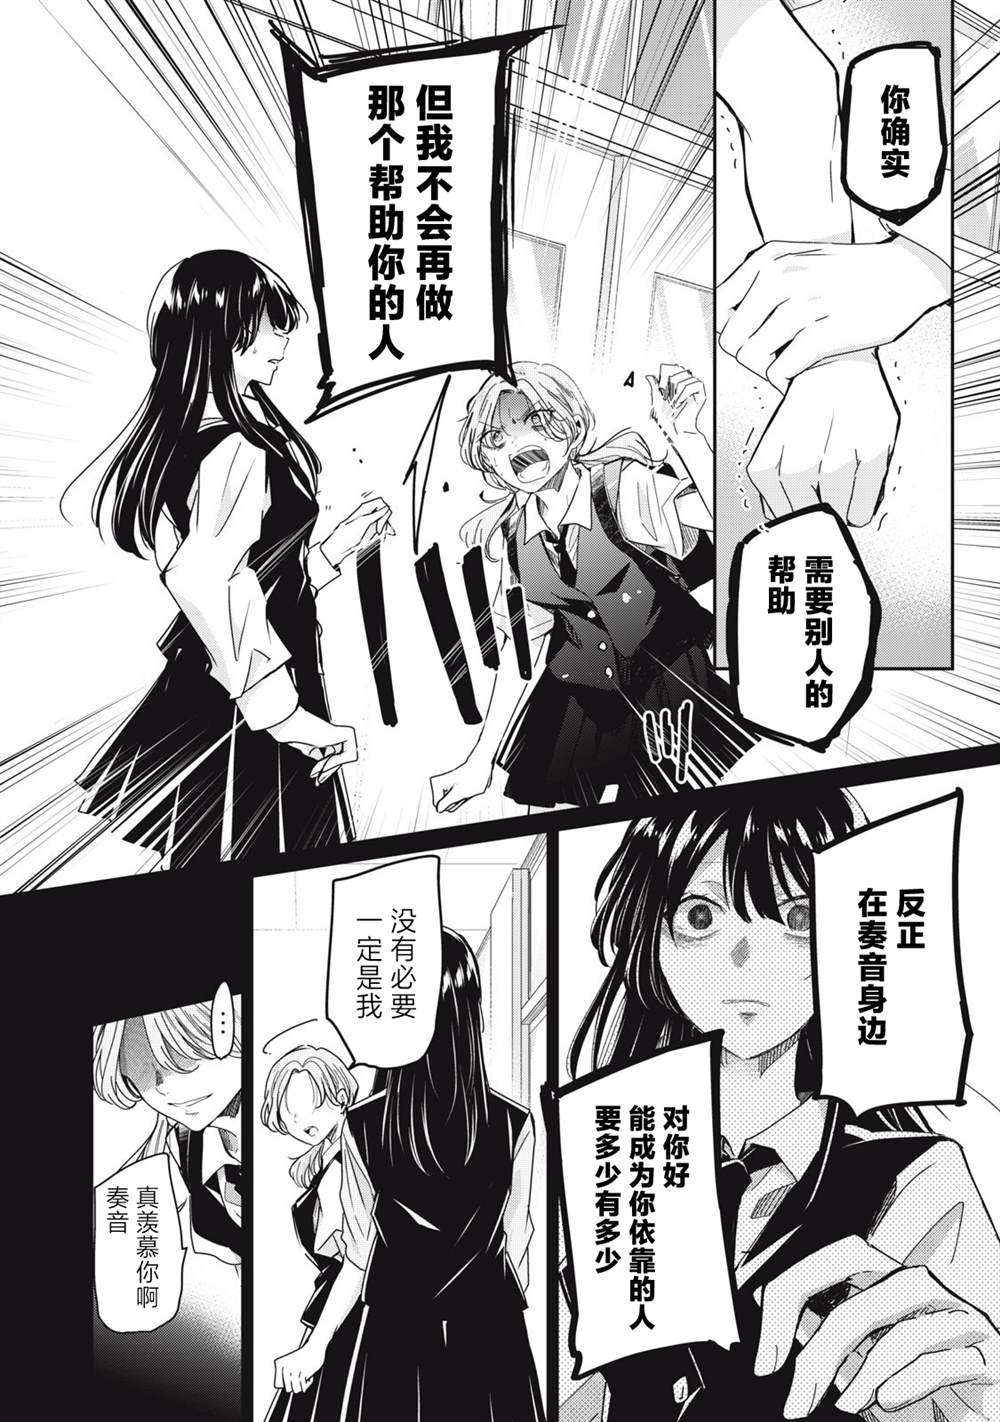 你确实
需要别人的
帮助
但我不会再做
那个帮助你的人
反正
在奏音身边
对你好
能成为你依靠的人
要多少有多少
没有必要
一定是我
…
真羡慕你啊
奏音